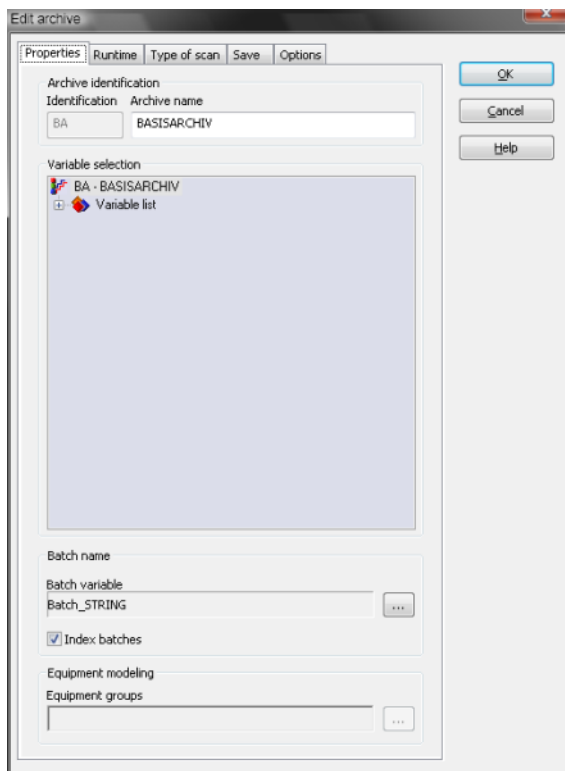 Edit archive
Properties Runtime Type of scan Save Options
OK
Cancel
Help
Archive identification
Identification Archive name
BA BASISARCHIV
Variable selection
BA - BASISARCHIV
Variable list
Batch name
Batch variable
Batch_STRING ...
Index batches
Equipment modeling
Equipment groups
...